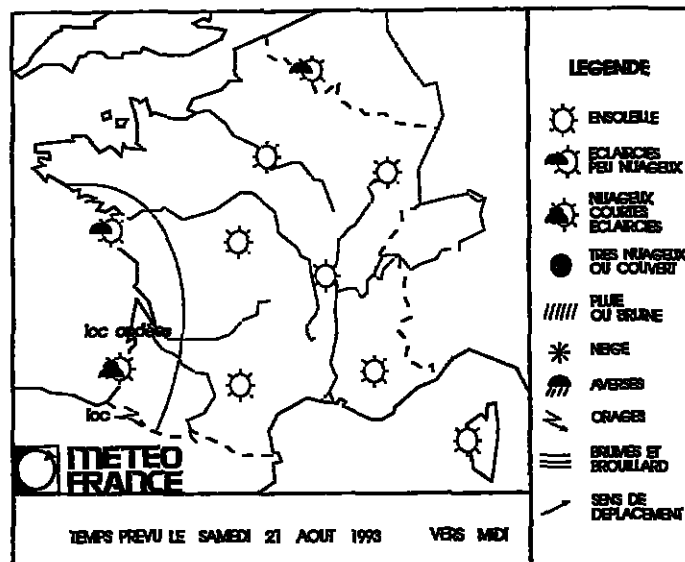 loc ondées
loc
METEO
FRANCE
TEMPS PREVU LE SAMEDI 21 AOUT 1993 VERS MIDI
LEGENDE
ENSOLEILLE
ECLAIRCIES
PEU NUAGEUX
NUAGEUX
COURTES
ECLAIRCIES
TRES NUAGEUX
OU COUVERT
PLUIE
OU BRUINE
NEIGE
AVERSES
ORAGES
BRUMES ET
BROUILLARD
SENS DE
DEPLACEMENT